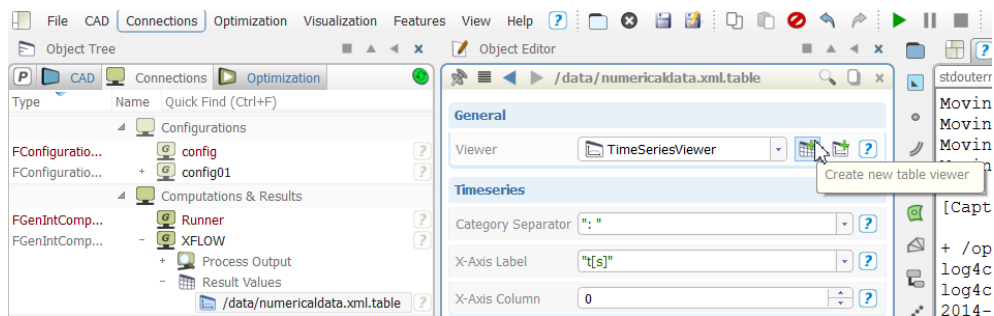 File CAD Connections Optimization Visualization Features View Help ?
Object Tree
Object Editor
P CAD Connections Optimization
/data/numericaldata.xml.table
stdouterr
Type Name Quick Find (Ctrl+F)
Configurations
FConfiguratio... config ?
FConfiguratio... + config01 ?
Computations & Results
FGenIntComp... Runner ?
FGenIntComp... - XFLOW ?
+ Process Output
- Result Values
/data/numericaldata.xml.table ?
General
Viewer TimeSeriesViewer ?
Create new table viewer
Timeseries
Category Separator ": " ?
X-Axis Label "t[s]" ?
X-Axis Column 0 ?
Movin
Movin
Movin
[Capt
+ /op
log4c
log4c
2014-